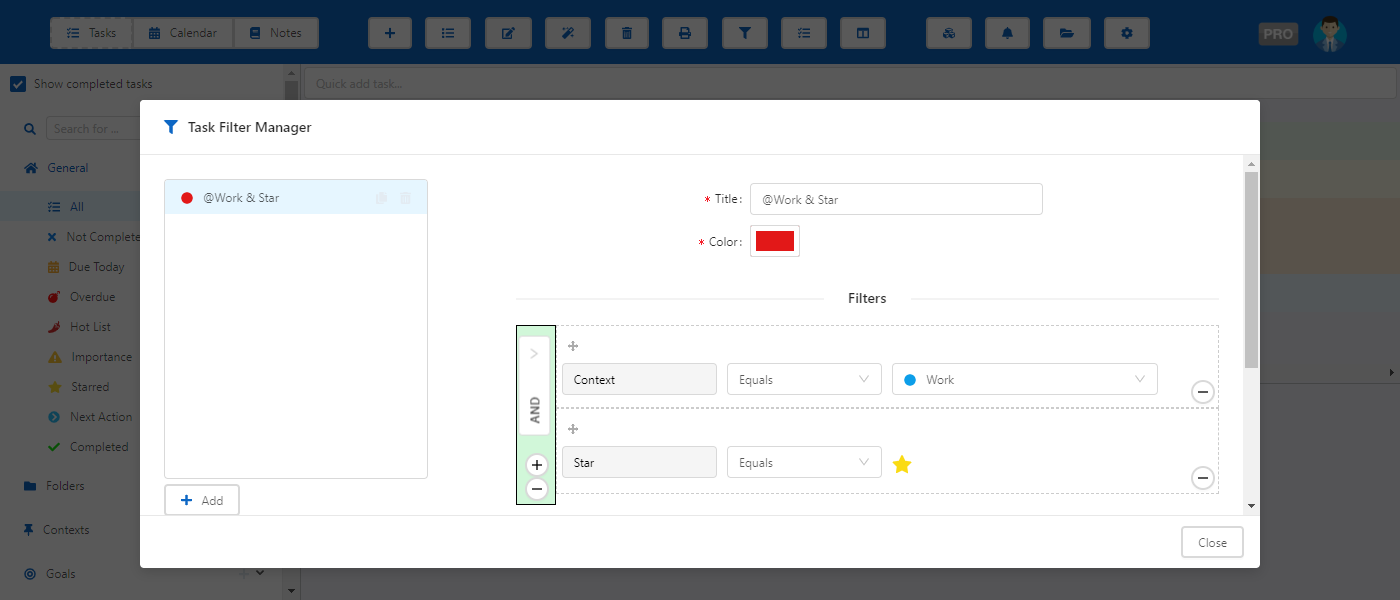 Tasks
Calendar
Notes
PRO
Show completed tasks
Quick add task...
Search for ...
General
All
Not Complete
Due Today
Overdue
Hot List
Importance
Starred
Next Action
Completed
Folders
Contexts
Goals
Task Filter Manager
@Work & Star
Add
* Title:
@Work & Star
* Color:
Filters
AND
Context
Equals
Work
Star
Equals
Close